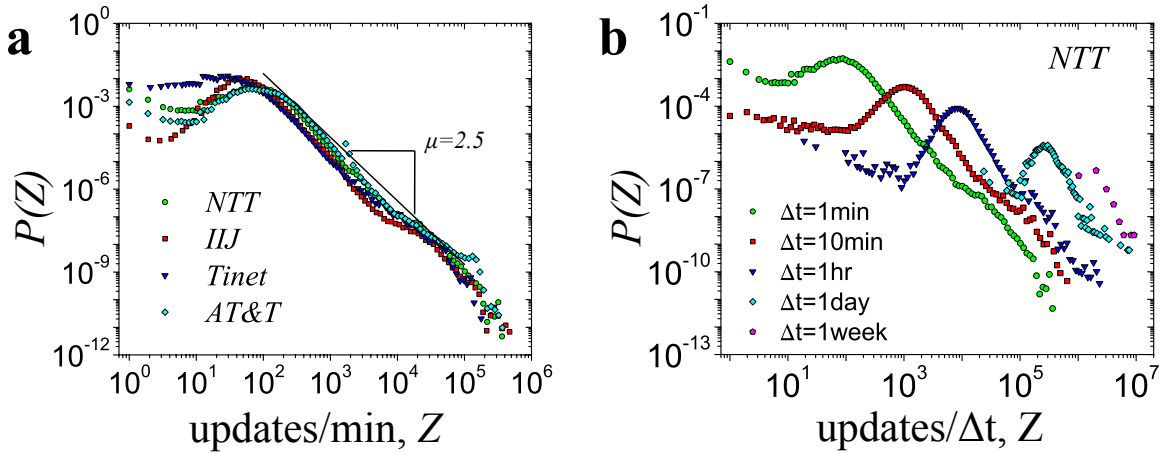 a
10^0
10^-3
10^-6
10^-9
10^-12
P(Z)
μ=2.5
NTT
IIJ
Tinet
AT&T
10^0 10^1 10^2 10^3 10^4 10^5 10^6
updates/min, Z
b
NTT
10^-1
10^-4
10^-7
10^-10
10^-13
P(Z)
Δt=1min
Δt=10min
Δt=1hr
Δt=1day
Δt=1week
10^1 10^3 10^5 10^7
updates/Δt, Z